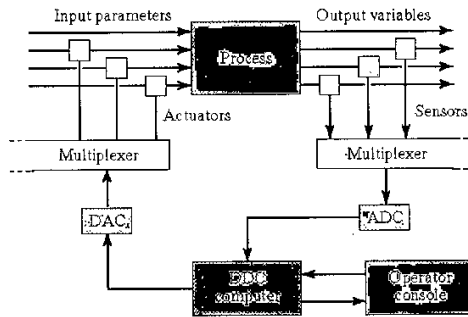 Input parameters
Output variables
Process
Actuators
Sensors
Multiplexer
Multiplexer
DAC
ADC
DDC
computer
Operator
console